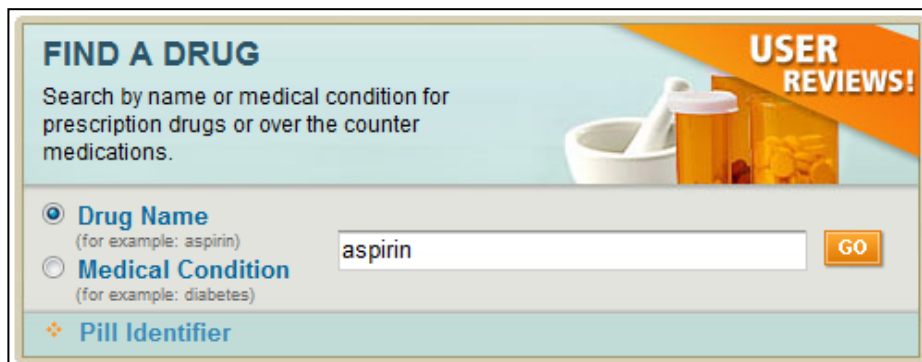 FIND A DRUG
USER
REVIEWS!
Search by name or medical condition for
prescription drugs or over the counter
medications.
Drug Name
(for example: aspirin)
aspirin
GO
Medical Condition
(for example: diabetes)
Pill Identifier